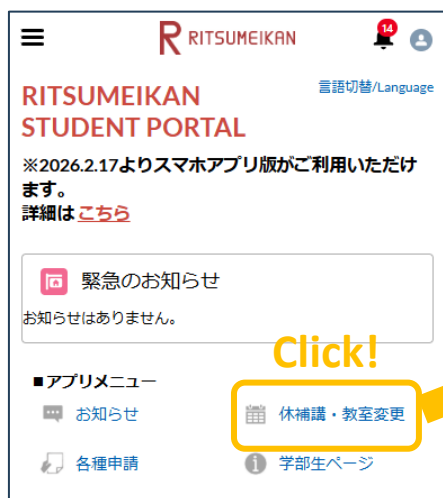 RITSUMEIKAN
14
言語切替/Language
RITSUMEIKAN
STUDENT PORTAL
※2026.2.17よりスマホアプリ版がご利用いただけ
ます。
詳細は こちら
緊急のお知らせ
お知らせはありません。
Click!
■アプリメニュー
お知らせ
休補講・教室変更
各種申請
学部生ページ